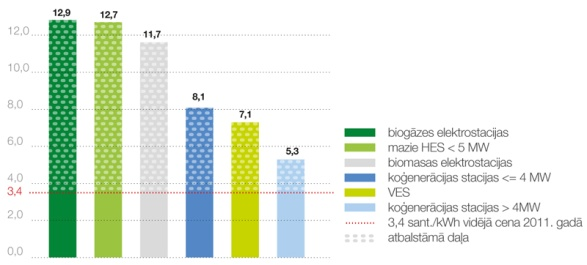 12,9
12,7
11,7
8,1
7,1
5,3
12,0
10,0
8,0
6,0
4,0
3,4
2,0
0,0
biogāzes elektrostacijas
mazie HES < 5 MW
biomasas elektrostacijas
koģenerācijas stacijas <= 4 MW
VES
koģenerācijas stacijas > 4MW
3,4 sant./kWh vidējā cena 2011. gadā
atbalstāmā daļa